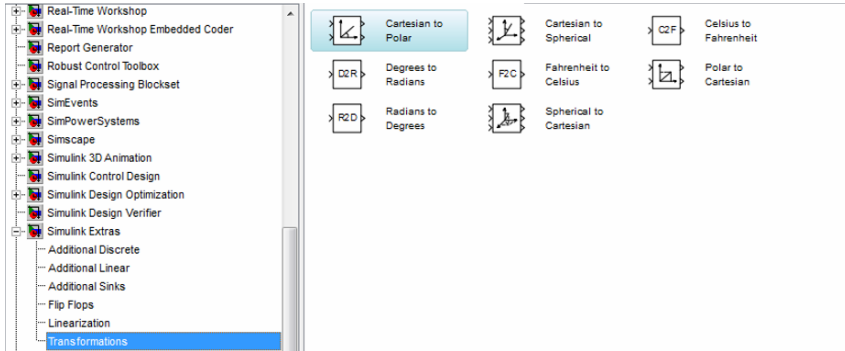 Real-Time Workshop
Real-Time Workshop Embedded Coder
Report Generator
Robust Control Toolbox
Signal Processing Blockset
SimEvents
SimPowerSystems
Simscape
Simulink 3D Animation
Simulink Control Design
Simulink Design Optimization
Simulink Design Verifier
Simulink Extras
Additional Discrete
Additional Linear
Additional Sinks
Flip Flops
Linearization
Transformations
Cartesian to
Polar
Cartesian to
Spherical
C2F
Celsius to
Fahrenheit
D2R
Degrees to
Radians
F2C
Fahrenheit to
Celsius
Polar to
Cartesian
R2D
Radians to
Degrees
Spherical to
Cartesian